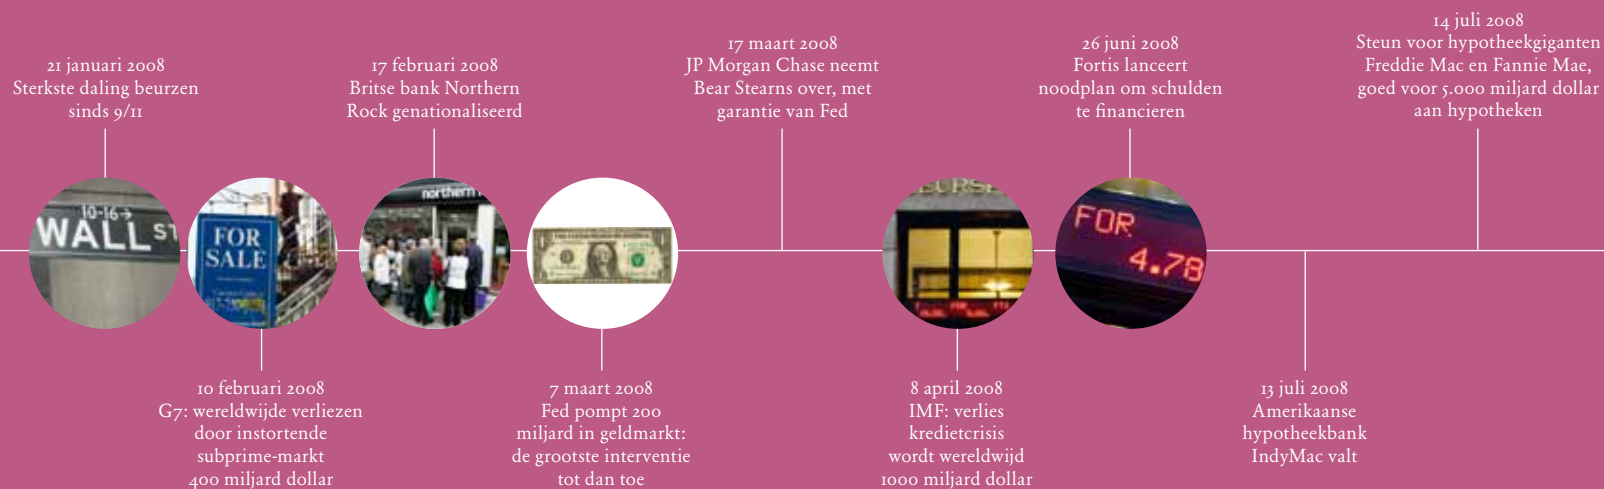 21 januari 2008
Sterkste daling beurzen
sinds 9/11
10-16→
WALL ST
FOR
SALE
10 februari 2008
G7: wereldwijde verliezen
door instortende
subprime-markt
400 miljard dollar
17 februari 2008
Britse bank Northern
Rock genationaliseerd
northern
7 maart 2008
Fed pompt 200
miljard in geldmarkt:
de grootste interventie
tot dan toe
17 maart 2008
JP Morgan Chase neemt
Bear Stearns over, met
garantie van Fed
8 april 2008
IMF: verlies
kredietcrisis
wordt wereldwijd
1000 miljard dollar
26 juni 2008
Fortis lanceert
noodplan om schulden
te financieren
FOR
4.78
13 juli 2008
Amerikaanse
hypotheekbank
IndyMac valt
14 juli 2008
Steun voor hypotheekgiganten
Freddie Mac en Fannie Mae,
goed voor 5.000 miljard dollar
aan hypotheken